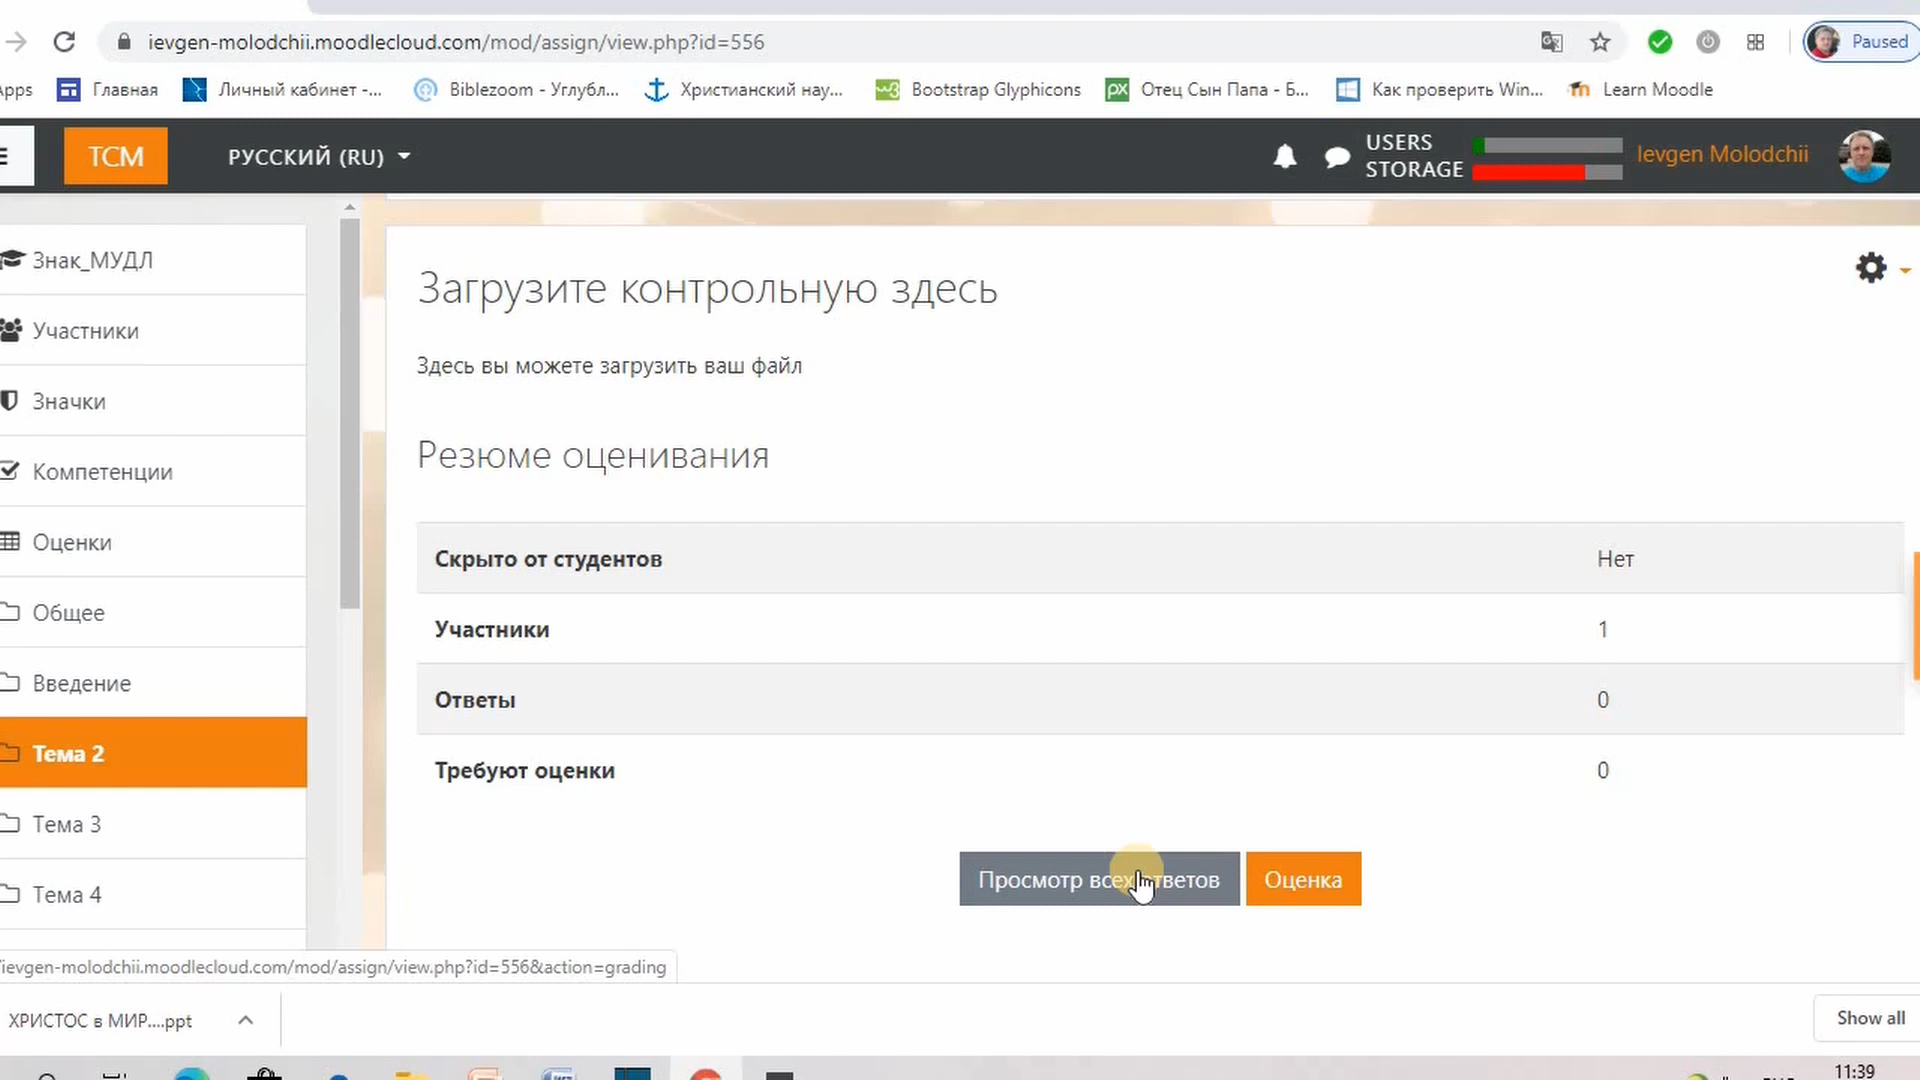 ievgen-molodchii.moodlecloud.com/mod/assign/view.php?id=556
Paused
Apps
Главная
Личный кабинет -...
Biblezoom - Углубл...
Христианский нау...
Bootstrap Glyphicons
Отец Сын Папа - Б...
Как проверить Win...
Learn Moodle
TCM
РУССКИЙ (RU)
USERS
STORAGE
Ievgen Molodchii
Знак_МУДЛ
Участники
Значки
Компетенции
Оценки
Общее
Введение
Тема 2
Тема 3
Тема 4
Загрузите контрольную здесь
Здесь вы можете загрузить ваш файл
Резюме оценивания
Скрыто от студентов Нет
Участники 1
Ответы 0
Требуют оценки 0
Просмотр всех ответов
Оценка
/ievgen-molodchii.moodlecloud.com/mod/assign/view.php?id=556&action=grading
ХРИСТОС в МИР....ppt
Show all
11:39